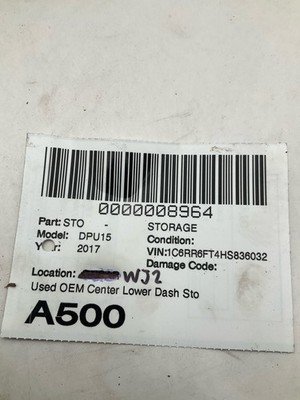 0000008964
Part: STO - STORAGE
Model: DPU15 Condition:
Year: 2017 VIN:1C6RR6FT4HS836032
Damage Code:
Location: WJ2
Used OEM Center Lower Dash Sto
A500